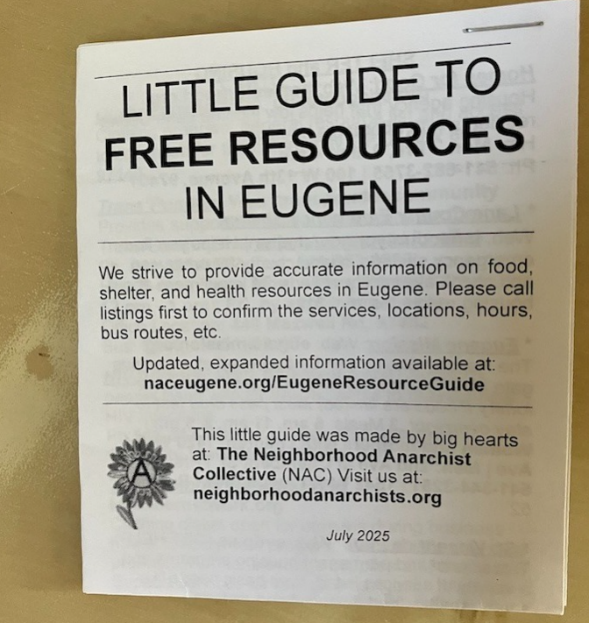 LITTLE GUIDE TO
FREE RESOURCES
IN EUGENE
We strive to provide accurate information on food,
shelter, and health resources in Eugene. Please call
listings first to confirm the services, locations, hours,
bus routes, etc.
Updated, expanded information available at:
naceugene.org/EugeneResourceGuide
A
This little guide was made by big hearts
at: The Neighborhood Anarchist
Collective (NAC) Visit us at:
neighborhoodanarchists.org
July 2025